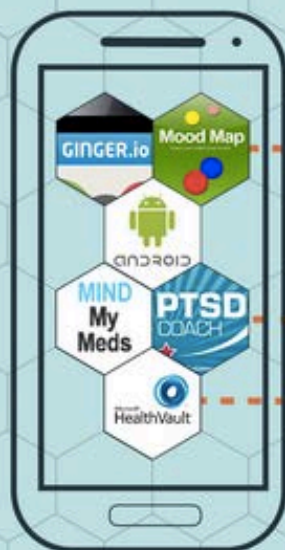 GINGER.io
Mood Map
ANDROID
MIND
My
Meds
PTSD
COACH
HealthVault